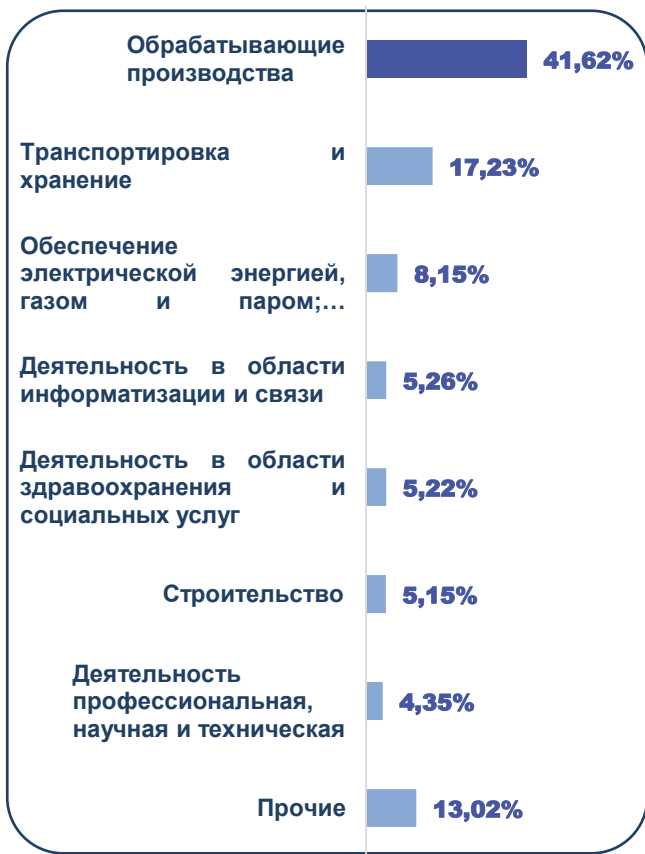 Обрабатывающие
производства
41,62%
Транспортировка и
хранение
17,23%
Обеспечение
электрической энергией,
газом и паром;…
8,15%
Деятельность в области
информатизации и связи
5,26%
Деятельность в области
здравоохранения и
социальных услуг
5,22%
Строительство
5,15%
Деятельность
профессиональная,
научная и техническая
4,35%
Прочие
13,02%